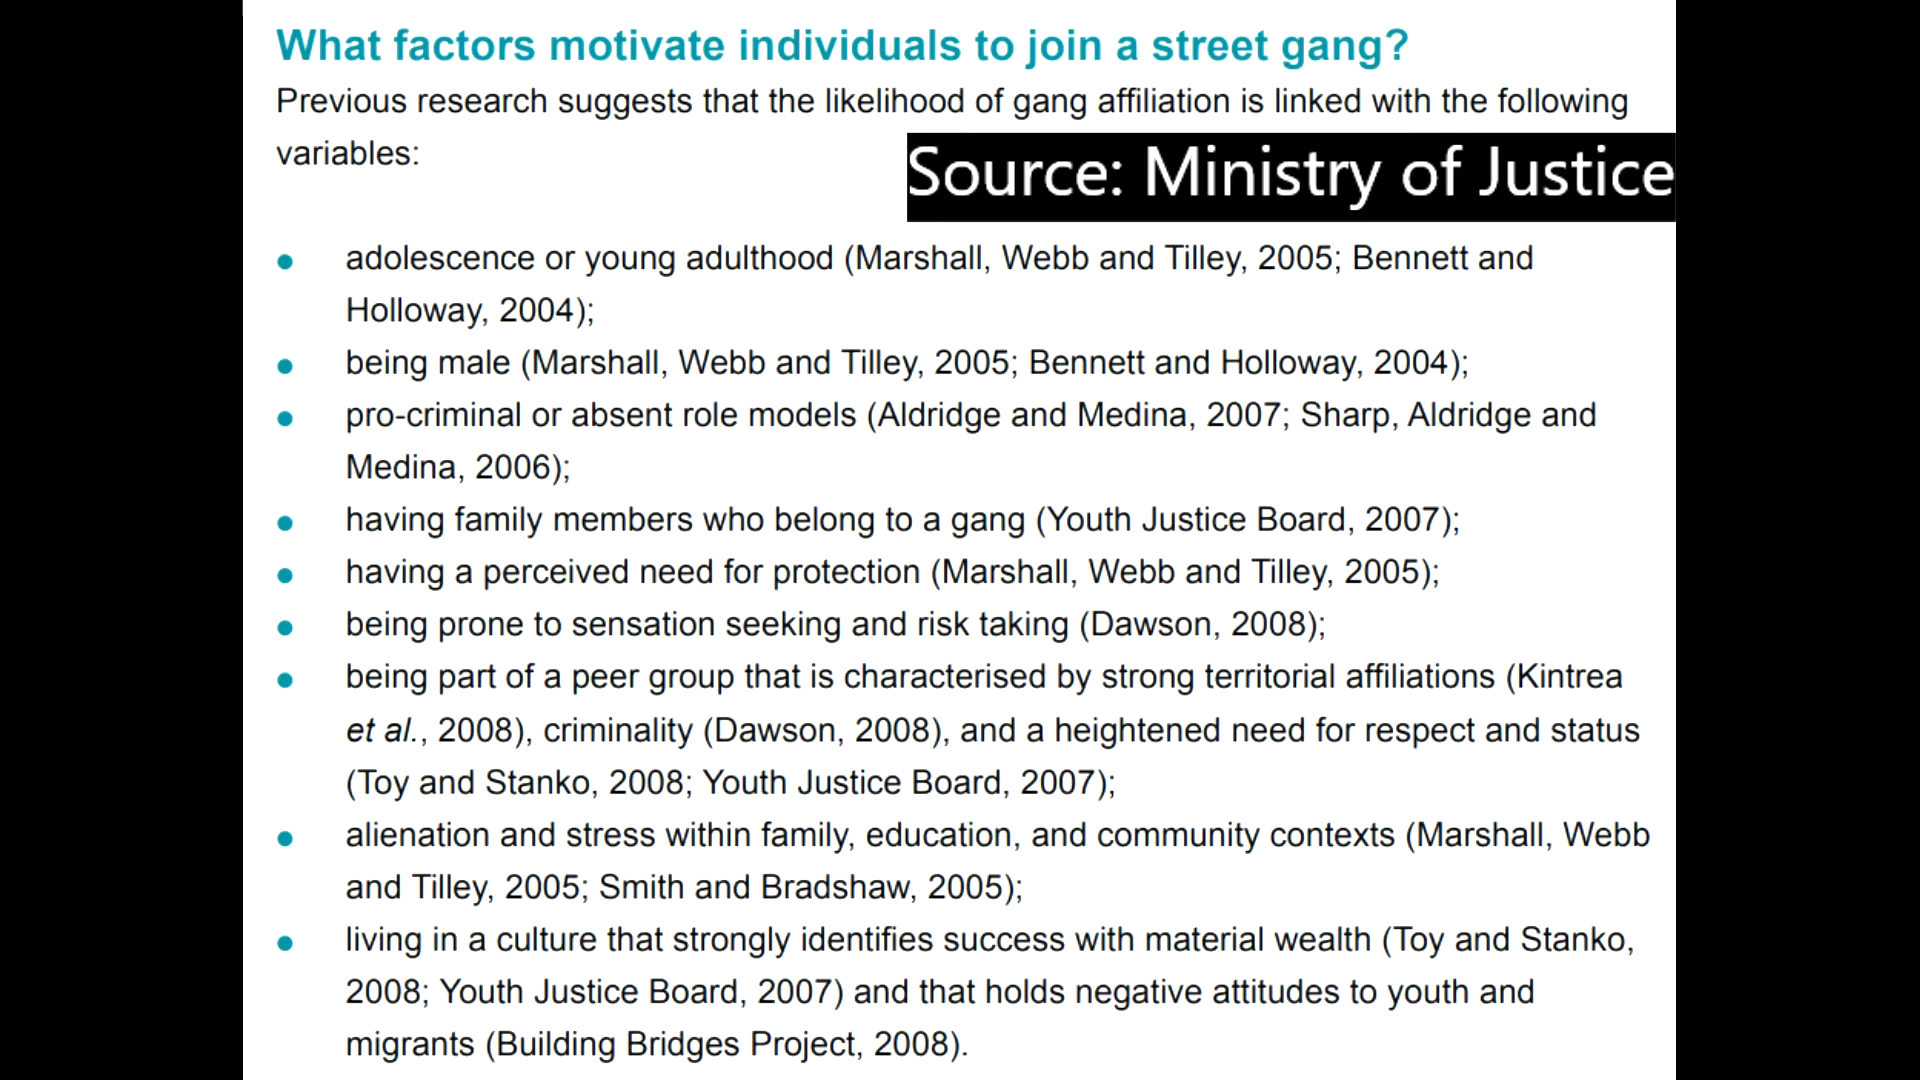 What factors motivate individuals to join a street gang?
Previous research suggests that the likelihood of gang affiliation is linked with the following
variables:
Source: Ministry of Justice
● adolescence or young adulthood (Marshall, Webb and Tilley, 2005; Bennett and
Holloway, 2004);
● being male (Marshall, Webb and Tilley, 2005; Bennett and Holloway, 2004);
● pro-criminal or absent role models (Aldridge and Medina, 2007; Sharp, Aldridge and
Medina, 2006);
● having family members who belong to a gang (Youth Justice Board, 2007);
● having a perceived need for protection (Marshall, Webb and Tilley, 2005);
● being prone to sensation seeking and risk taking (Dawson, 2008);
● being part of a peer group that is characterised by strong territorial affiliations (Kintrea
et al., 2008), criminality (Dawson, 2008), and a heightened need for respect and status
(Toy and Stanko, 2008; Youth Justice Board, 2007);
● alienation and stress within family, education, and community contexts (Marshall, Webb
and Tilley, 2005; Smith and Bradshaw, 2005);
● living in a culture that strongly identifies success with material wealth (Toy and Stanko,
2008; Youth Justice Board, 2007) and that holds negative attitudes to youth and
migrants (Building Bridges Project, 2008).